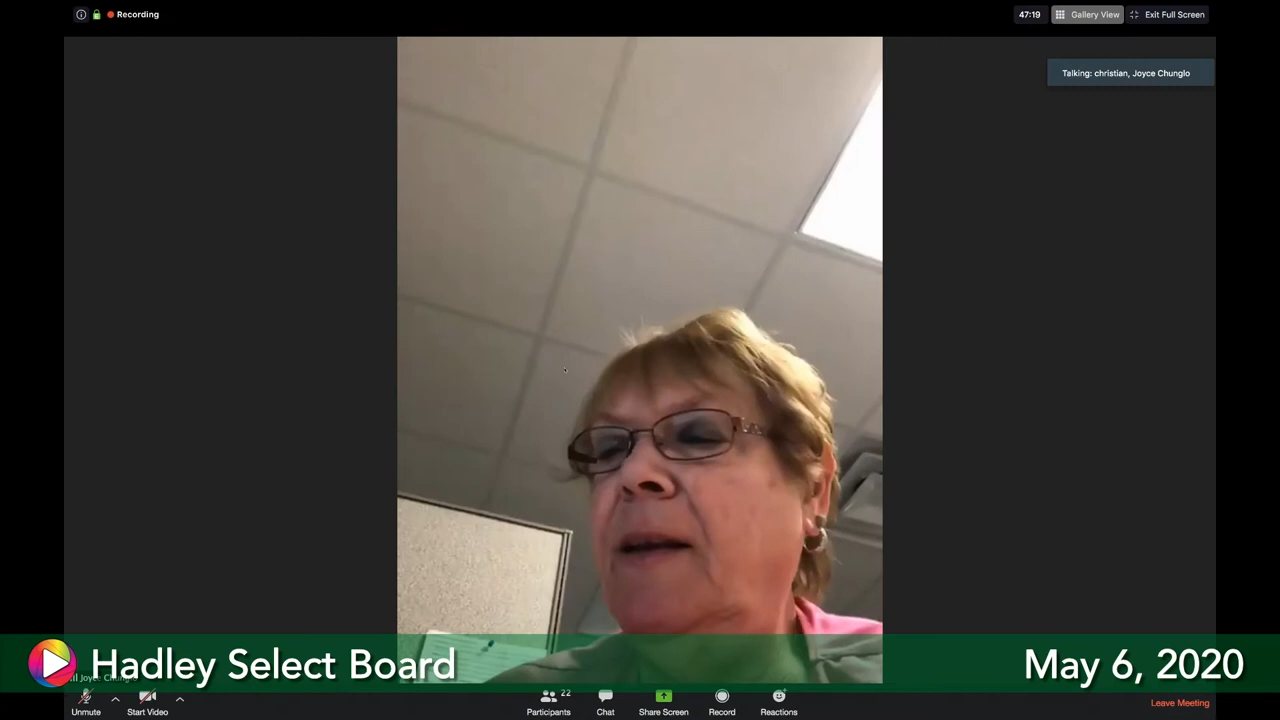 Recording
47:19
Gallery View
Exit Full Screen
Talking: christian, Joyce Chunglo
Hadley Select Board
May 6, 2020
Unmute
Start Video
Participants
22
Chat
Share Screen
Record
Reactions
Leave Meeting